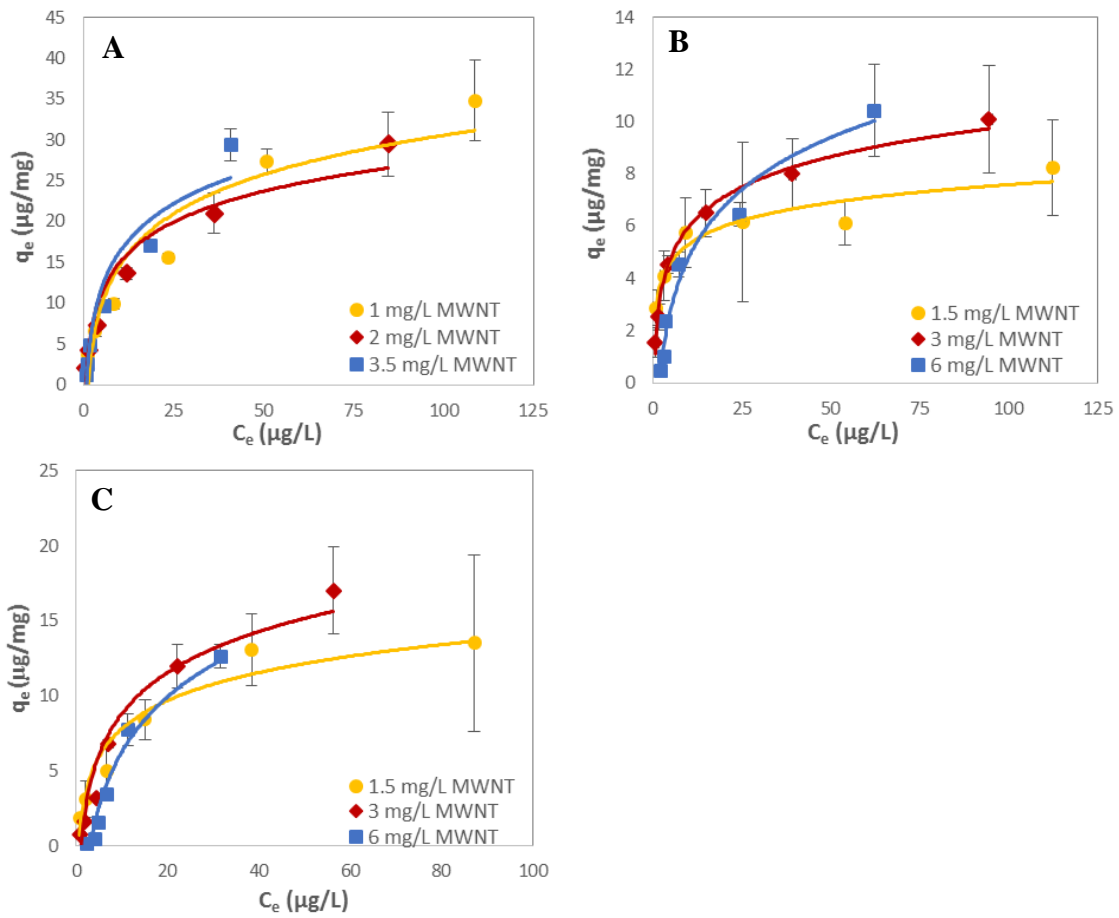 A
45
40
35
30
25
20
15
10
5
0
qₑ (µg/mg)
1 mg/L MWNT
2 mg/L MWNT
3.5 mg/L MWNT
0 25 50 75 100 125
Cₑ (µg/L)
B
14
12
10
8
6
4
2
0
qₑ (µg/mg)
1.5 mg/L MWNT
3 mg/L MWNT
6 mg/L MWNT
0 25 50 75 100 125
Cₑ (µg/L)
C
25
20
15
10
5
0
qₑ (µg/mg)
1.5 mg/L MWNT
3 mg/L MWNT
6 mg/L MWNT
0 20 40 60 80 100
Cₑ (µg/L)